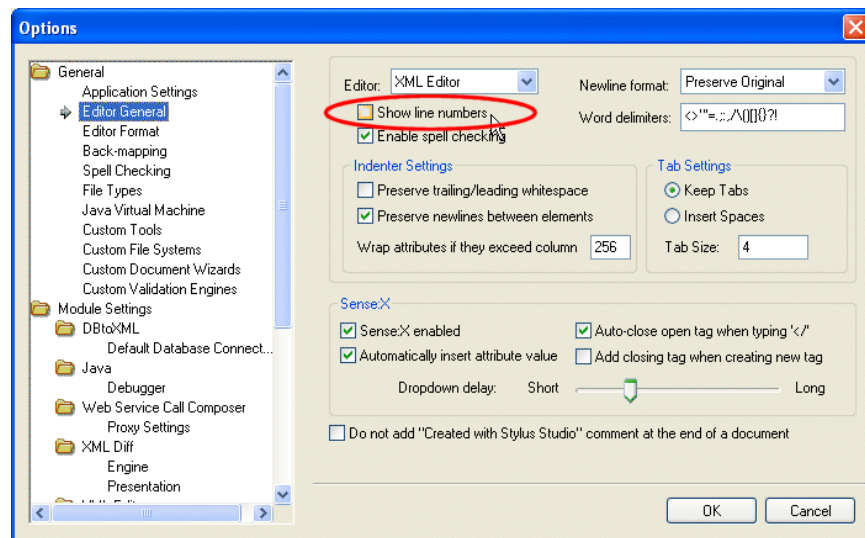 Options
General
Application Settings
Editor General
Editor Format
Back-mapping
Spell Checking
File Types
Java Virtual Machine
Custom Tools
Custom File Systems
Custom Document Wizards
Custom Validation Engines
Module Settings
DBtoXML
Default Database Connect...
Java
Debugger
Web Service Call Composer
Proxy Settings
XML Diff
Engine
Presentation
Editor: XML Editor
Newline format: Preserve Original
Show line numbers
Word delimiters: <>'"=.;:,/\()[]{}?!
Enable spell checking
Indenter Settings
Preserve trailing/leading whitespace
Preserve newlines between elements
Wrap attributes if they exceed column 256
Tab Settings
Keep Tabs
Insert Spaces
Tab Size: 4
Sense:X
Sense:X enabled
Auto-close open tag when typing '</'
Automatically insert attribute value
Add closing tag when creating new tag
Dropdown delay: Short Long
Do not add "Created with Stylus Studio" comment at the end of a document
OK Cancel